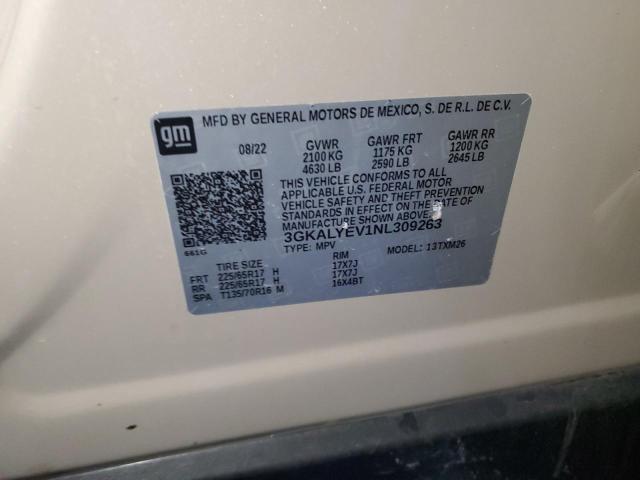 gm
MFD BY GENERAL MOTORS DE MEXICO, S. DE R.L. DE C.V.
08/22 GVWR GAWR FRT GAWR RR
2100 KG 1175 KG 1200 KG
4630 LB 2590 LB 2645 LB
THIS VEHICLE CONFORMS TO ALL
APPLICABLE U.S. FEDERAL MOTOR
VEHICLE SAFETY AND THEFT PREVENTION
STANDARDS IN EFFECT ON THE DATE OF
MANUFACTURE SHOWN ABOVE.
3GKALYEV1NL309263
661G TYPE: MPV MODEL: 13TXM26
TIRE SIZE RIM
FRT 225/65R17 H 17X7J
RR 225/65R17 H 17X7J
SPA T135/70R16 M 16X4BT